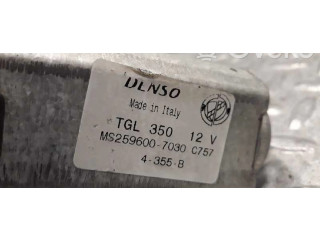 DENSO
Made in Italy
TGL 350 12 V
MS259600-7030 C757
4-355-B